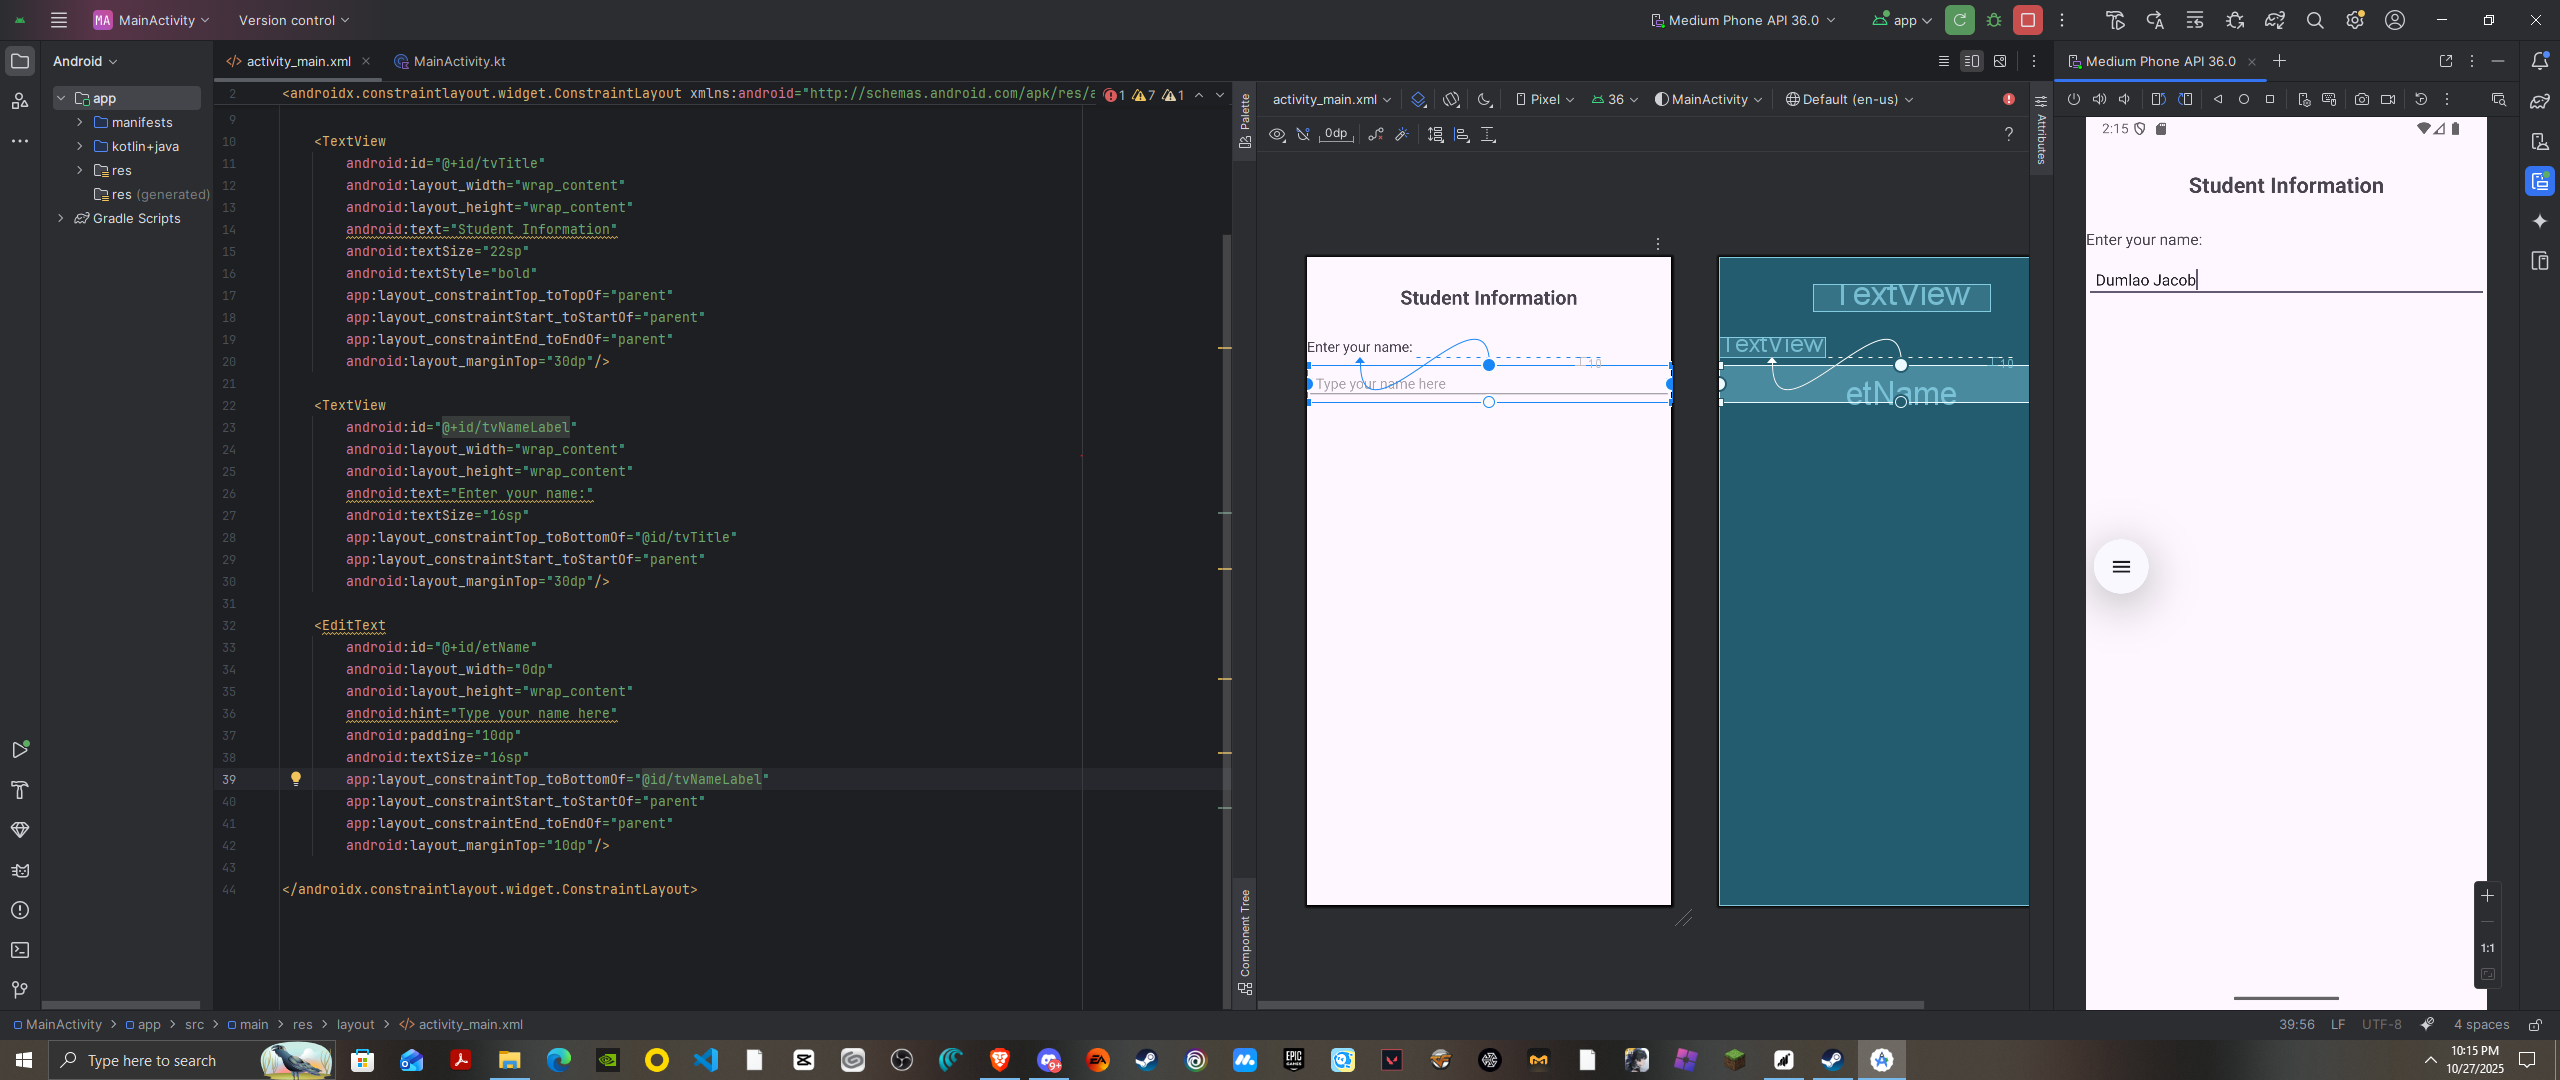 MA MainActivity Version control Medium Phone API 36.0 app
Android activity_main.xml MainActivity.kt Medium Phone API 36.0
app
manifests
kotlin+java
res
res (generated)
Gradle Scripts
2 <androidx.constraintlayout.widget.ConstraintLayout xmlns:android="http://schemas.android.com/apk/res/a 1 7 1
9
10 <TextView
11 android:id="@+id/tvTitle"
12 android:layout_width="wrap_content"
13 android:layout_height="wrap_content"
14 android:text="Student Information"
15 android:textSize="22sp"
16 android:textStyle="bold"
17 app:layout_constraintTop_toTopOf="parent"
18 app:layout_constraintStart_toStartOf="parent"
19 app:layout_constraintEnd_toEndOf="parent"
20 android:layout_marginTop="30dp"/>
21
22 <TextView
23 android:id="@+id/tvNameLabel"
24 android:layout_width="wrap_content"
25 android:layout_height="wrap_content"
26 android:text="Enter your name:"
27 android:textSize="16sp"
28 app:layout_constraintTop_toBottomOf="@id/tvTitle"
29 app:layout_constraintStart_toStartOf="parent"
30 android:layout_marginTop="30dp"/>
31
32 <EditText
33 android:id="@+id/etName"
34 android:layout_width="0dp"
35 android:layout_height="wrap_content"
36 android:hint="Type your name here"
37 android:padding="10dp"
38 android:textSize="16sp"
39 app:layout_constraintTop_toBottomOf="@id/tvNameLabel"
40 app:layout_constraintStart_toStartOf="parent"
41 app:layout_constraintEnd_toEndOf="parent"
42 android:layout_marginTop="10dp"/>
43
44 </androidx.constraintlayout.widget.ConstraintLayout>
Palette
Component Tree
activity_main.xml Pixel 36 MainActivity Default (en-us)
0dp
?
Attributes
Student Information
Enter your name:
10
Type your name here
TextView
TextView
10
etName
2:15
Student Information
Enter your name:
Dumlao Jacob
1:1
MainActivity > app > src > main > res > layout > activity_main.xml 39:56 LF UTF-8 4 spaces
Type here to search
9+
EA
EPIC GAMES
10:15 PM
10/27/2025